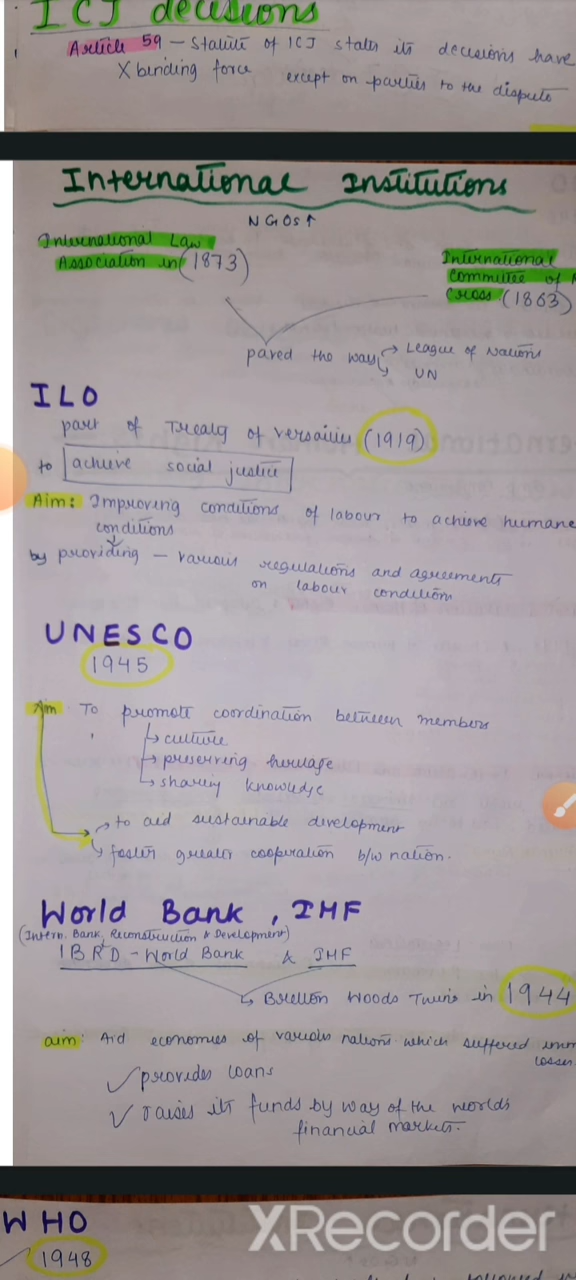 ICJ decisions
Article 59 - Statute of ICJ states its decisions have
X binding force except on parties to the dispute
International Institutions
NGOs↑
International Law
Association in (1873)
International
Committee of R
Cross (1863)
paved the way → League of Nations
→ UN
ILO
part of Treaty of Versailles (1919)
to achieve social justice
Aim: Improving conditions of labour to achieve humane
conditions
by providing - various regulations and agreements
on labour conditions
UNESCO
1945
Aim To promote coordination between members
→ culture
→ preserving heritage
→ sharing knowledge
→ to aid sustainable development
→ foster greater cooperation b/w nation.
World Bank, IMF
(Intern. Bank, Reconstruction & Development)
IBRD - World Bank & IMF
→ Bretton Woods Twins in 1944
aim: Aid economies of various nations which suffered imm
losses
✓ provides loans
✓ raises its funds by way of the worlds
financial markets.
WHO
1948
XRecorder